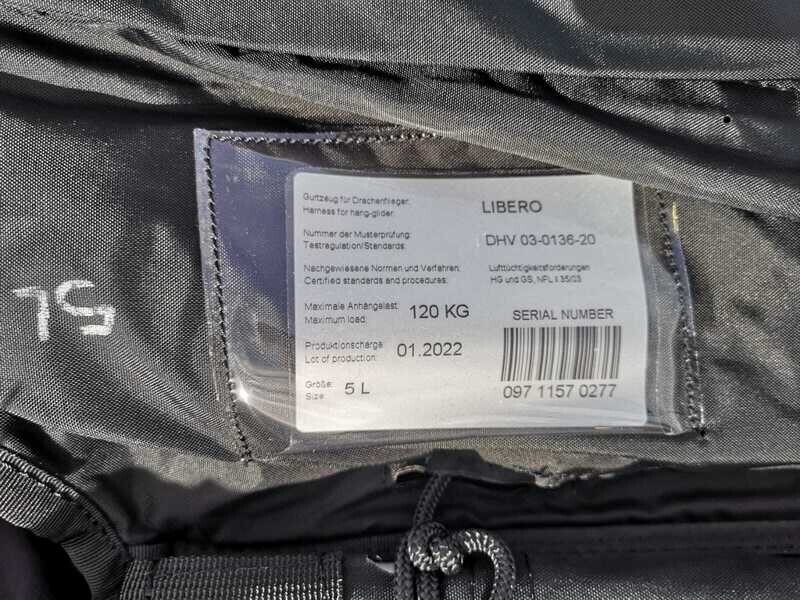 Gurtzeug für Drachenflieger:
Harness for hang-glider:
LIBERO
Nummer der Musterprüfung:
Testregulation/Standards:
DHV 03-0136-20
Nachgewiesene Normen und Verfahren:
Certified standards and procedures:
Lufttüchtigkeitsforderungen
HG und GS, NFL II 35/03
Maximale Anhängelast
Maximum load:
120 KG
SERIAL NUMBER
Produktionscharge
Lot of production:
01.2022
097 1157 0277
Größe:
Size:
5 L
5L